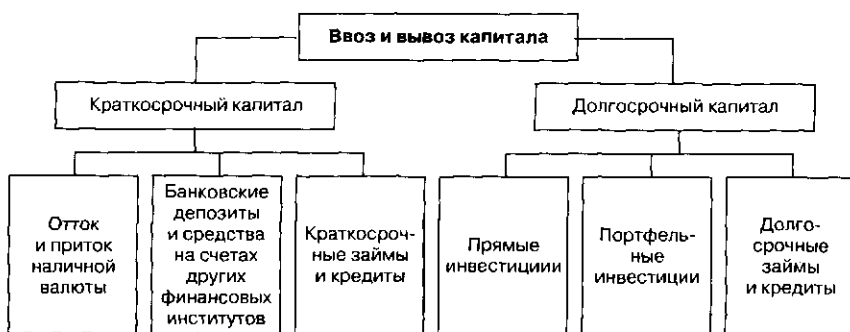 Ввоз и вывоз капитала
Краткосрочный капитал
Долгосрочный капитал
Отток
и приток
наличной
валюты
Банковские
депозиты
и средства
на счетах
других
финансовых
институтов
Краткосроч-
ные займы
и кредиты
Прямые
инвестициии
Портфель-
ные
инвестиции
Долго-
срочные
займы
и кредиты